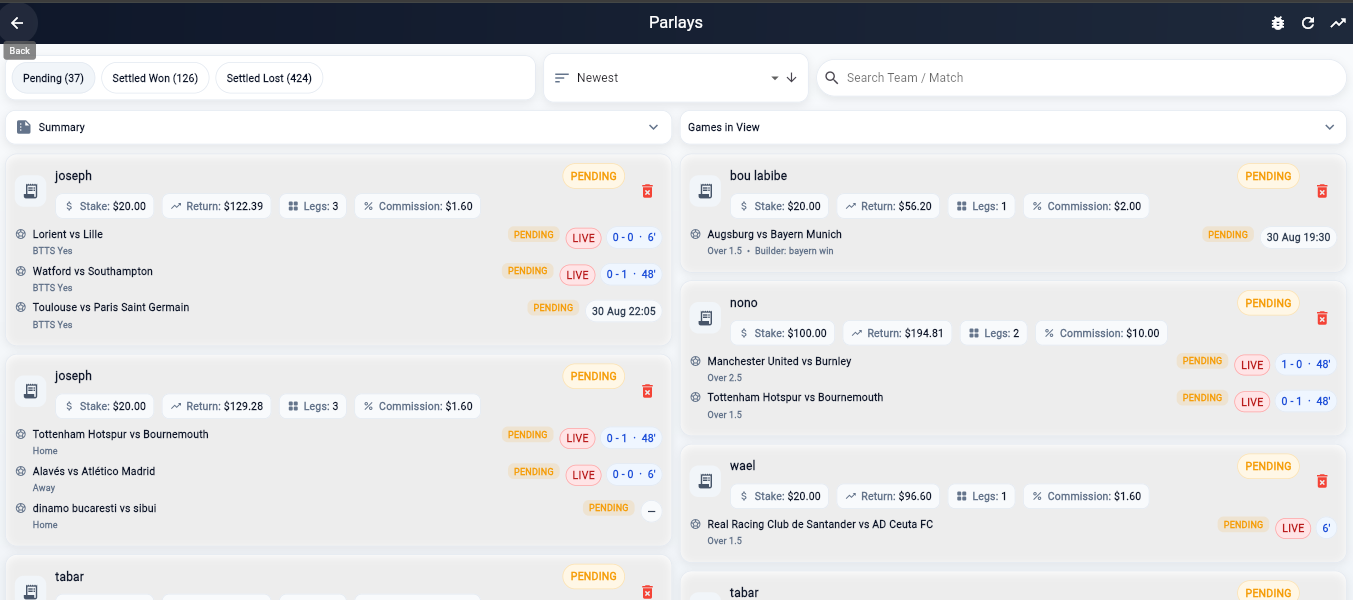 Parlays
Back
Pending (37)
Settled Won (126)
Settled Lost (424)
Newest
Search Team / Match
Summary
Games in View
joseph
PENDING
$ Stake: $20.00
Return: $122.39
Legs: 3
% Commission: $1.60
Lorient vs Lille
PENDING LIVE 0 - 0 · 6'
BTTS Yes
Watford vs Southampton
PENDING LIVE 0 - 1 · 48'
BTTS Yes
Toulouse vs Paris Saint Germain
PENDING 30 Aug 22:05
BTTS Yes
joseph
PENDING
$ Stake: $20.00
Return: $129.28
Legs: 3
% Commission: $1.60
Tottenham Hotspur vs Bournemouth
PENDING LIVE 0 - 1 · 48'
Home
Alavés vs Atlético Madrid
PENDING LIVE 0 - 0 · 6'
Away
dinamo bucaresti vs sibui
PENDING –
Home
tabar
PENDING
bou labibe
PENDING
$ Stake: $20.00
Return: $56.20
Legs: 1
% Commission: $2.00
Augsburg vs Bayern Munich
PENDING 30 Aug 19:30
Over 1.5 • Builder: bayern win
nono
PENDING
$ Stake: $100.00
Return: $194.81
Legs: 2
% Commission: $10.00
Manchester United vs Burnley
PENDING LIVE 1 - 0 · 48'
Over 2.5
Tottenham Hotspur vs Bournemouth
PENDING LIVE 0 - 1 · 48'
Over 1.5
wael
PENDING
$ Stake: $20.00
Return: $96.60
Legs: 1
% Commission: $1.60
Real Racing Club de Santander vs AD Ceuta FC
PENDING LIVE 6'
Over 1.5
tabar
PENDING